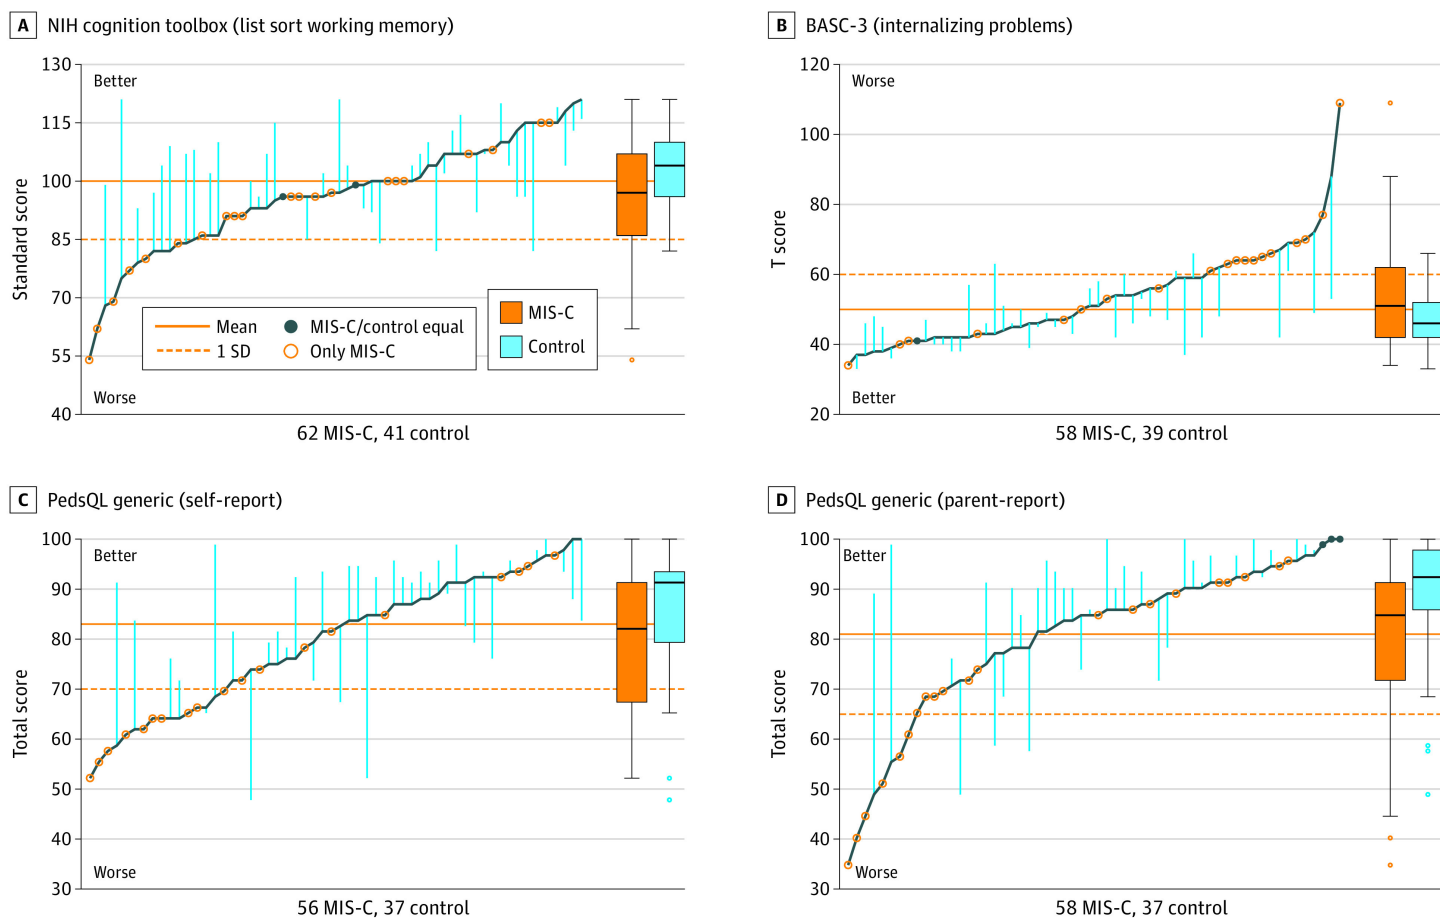 A NIH cognition toolbox (list sort working memory)
130
115
100
85
70
55
40
Standard score
Better
Worse
Mean
1 SD
MIS-C/control equal
Only MIS-C
MIS-C
Control
62 MIS-C, 41 control
B BASC-3 (internalizing problems)
120
100
80
60
40
20
T score
Worse
Better
58 MIS-C, 39 control
C PedsQL generic (self-report)
100
90
80
70
60
50
40
30
Total score
Better
Worse
56 MIS-C, 37 control
D PedsQL generic (parent-report)
100
90
80
70
60
50
40
30
Total score
Better
Worse
58 MIS-C, 37 control